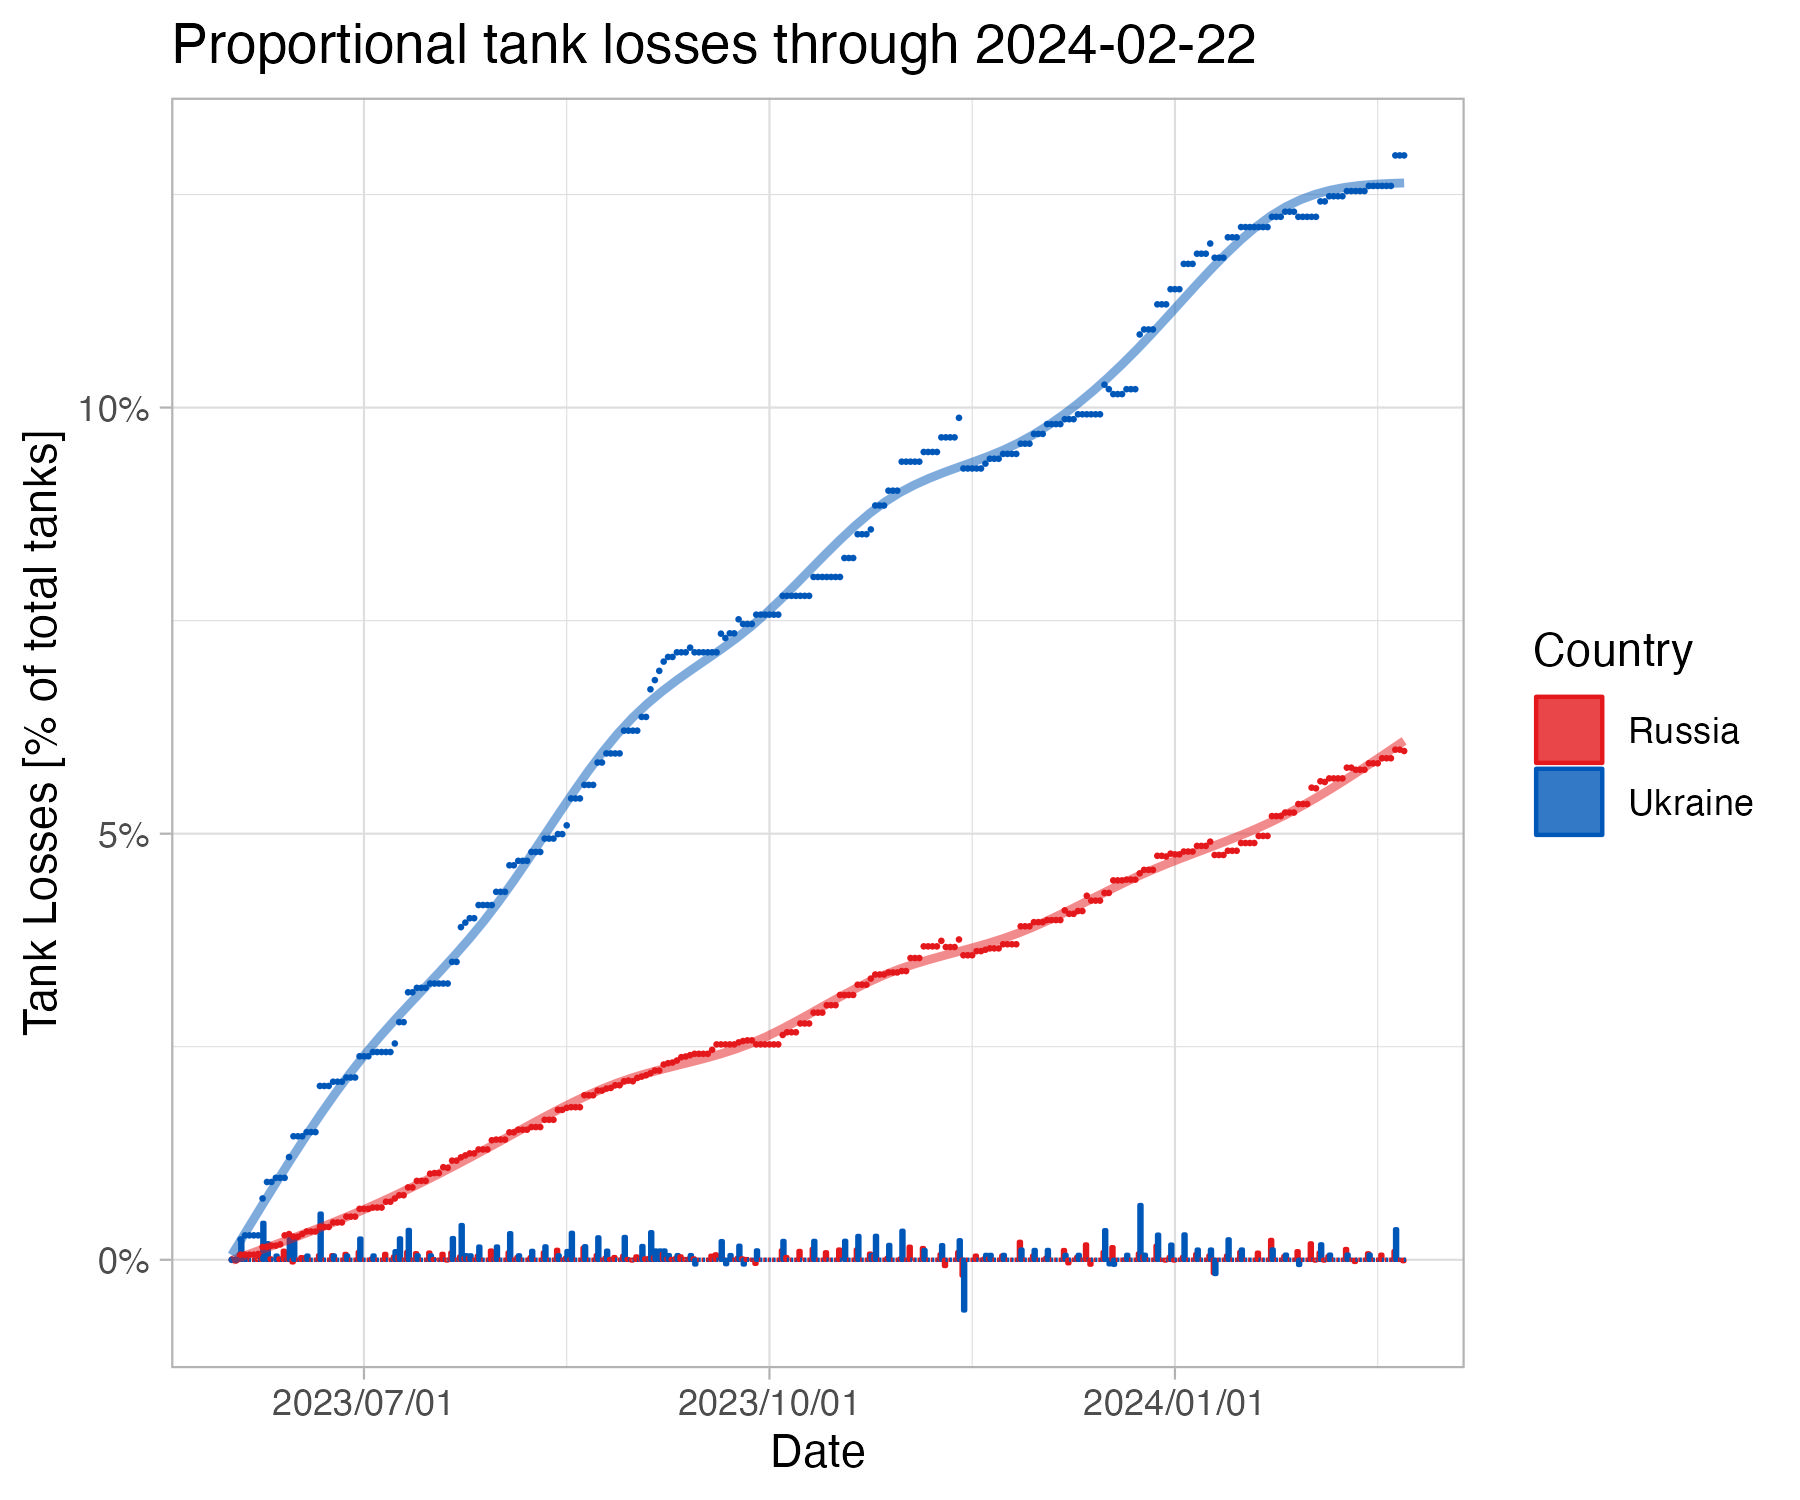 Proportional tank losses through 2024-02-22
Tank Losses [% of total tanks]
10%
5%
0%
2023/07/01
2023/10/01
2024/01/01
Date
Country
Russia
Ukraine